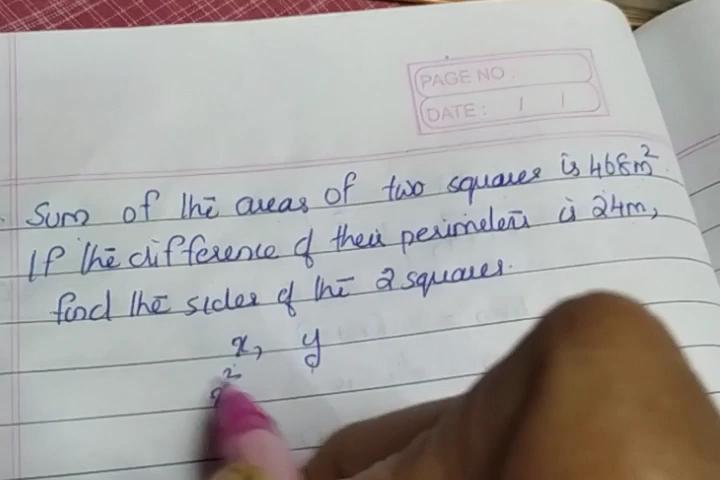 PAGE NO :
DATE : / /
Sum of the areas of two squares is 468m²
If the difference of their perimeters is 24m,
find the sides of the 2 squares.
x, y
x²